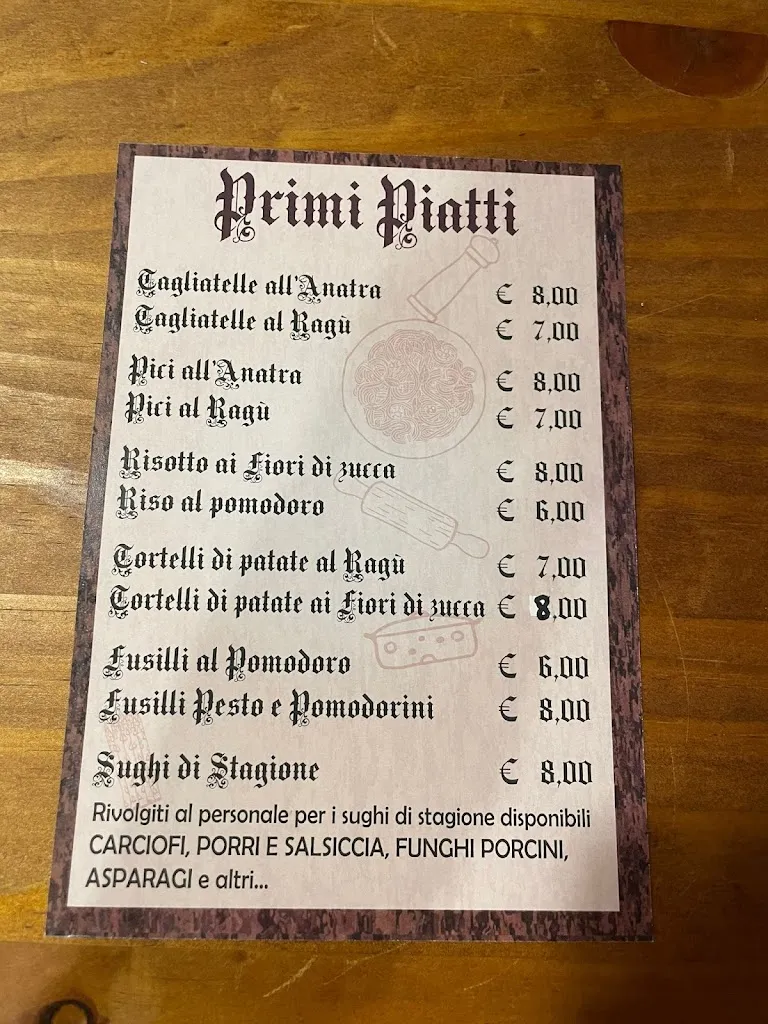 Primi Piatti
Tagliatelle all'Anatra € 8,00
Tagliatelle al Ragù € 7,00
Pici all'Anatra € 8,00
Pici al Ragù € 7,00
Risotto ai Fiori di zucca € 8,00
Riso al pomodoro € 6,00
Tortelli di patate al Ragù € 7,00
Tortelli di patate ai Fiori di zucca € 8,00
Fusilli al Pomodoro € 6,00
Fusilli Pesto e Pomodorini € 8,00
Sughi di Stagione € 8,00
Rivolgiti al personale per i sughi di stagione disponibili
CARCIOFI, PORRI E SALSICCIA, FUNGHI PORCINI,
ASPARAGI e altri...